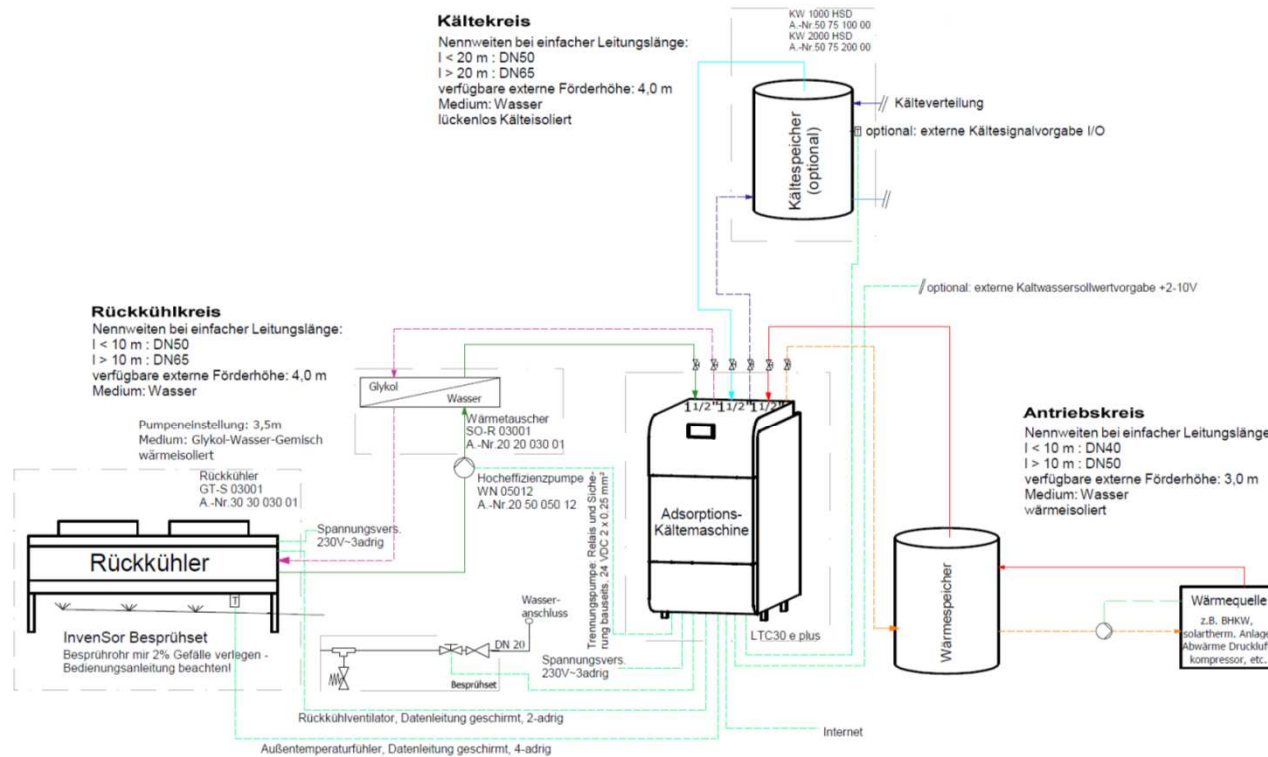 Kältekreis
Nennweiten bei einfacher Leitungslänge:
l < 20 m : DN50
l > 20 m : DN65
verfügbare externe Förderhöhe: 4,0 m
Medium: Wasser
lückenlos Kälteisoliert
KW 1000 HSD
A.-Nr.50 75 100 00
KW 2000 HSD
A.-Nr.50 75 200 00
Kältespeicher
(optional)
Kälteverteilung
T
optional: externe Kältesignalvorgabe I/O
optional: externe Kaltwassersollwertvorgabe +2-10V
Rückkühlkreis
Nennweiten bei einfacher Leitungslänge:
l < 10 m : DN50
l > 10 m : DN65
verfügbare externe Förderhöhe: 4,0 m
Medium: Wasser
Glykol
Wasser
Wärmetauscher
SO-R 03001
A.-Nr.20 20 030 01
Pumpeneinstellung: 3,5m
Medium: Glykol-Wasser-Gemisch
wärmeisoliert
Rückkühler
GT-S 03001
A.-Nr.30 30 030 01
Hocheffizienzpumpe
WN 05012
A.-Nr.20 50 050 12
Spannungsvers.
230V~3adrig
Rückkühler
T
InvenSor Besprühset
Besprührohr mir 2% Gefälle verlegen -
Bedienungsanleitung beachten!
Trennungspumpe: Relais und Siche-
rung bauseits, 24 VDC 2 x 0,25 mm²
1 1/2" 1 1/2" 1 1/2"
Adsorptions-
Kältemaschine
LTC30 e plus
Wasser-
anschluss
DN 20
Besprühset
Spannungsvers.
230V~3adrig
Antriebskreis
Nennweiten bei einfacher Leitungslänge
l < 10 m : DN40
l > 10 m : DN50
verfügbare externe Förderhöhe: 3,0 m
Medium: Wasser
wärmeisoliert
Wärmespeicher
Wärmequelle
z.B. BHKW,
solartherm. Anlage
Abwärme Druckluft
kompressor, etc.
Rückkühlventilator, Datenleitung geschirmt, 2-adrig
Internet
Außentemperaturfühler, Datenleitung geschirmt, 4-adrig